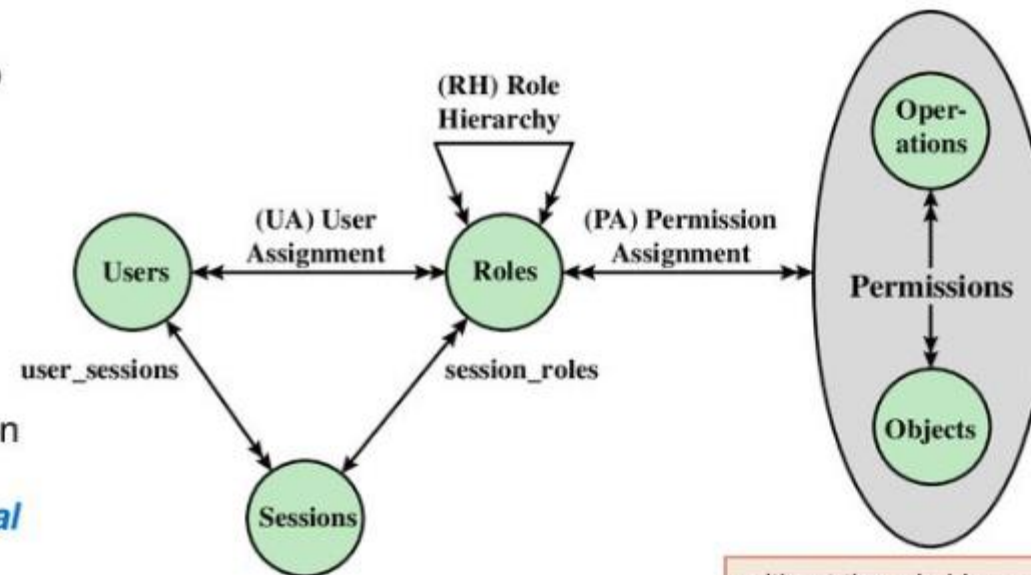 (RH) Role
Hierarchy
Oper-
ations
(UA) User
Assignment
(PA) Permission
Assignment
Users
Roles
Permissions
user_sessions
session_roles
Objects
Sessions